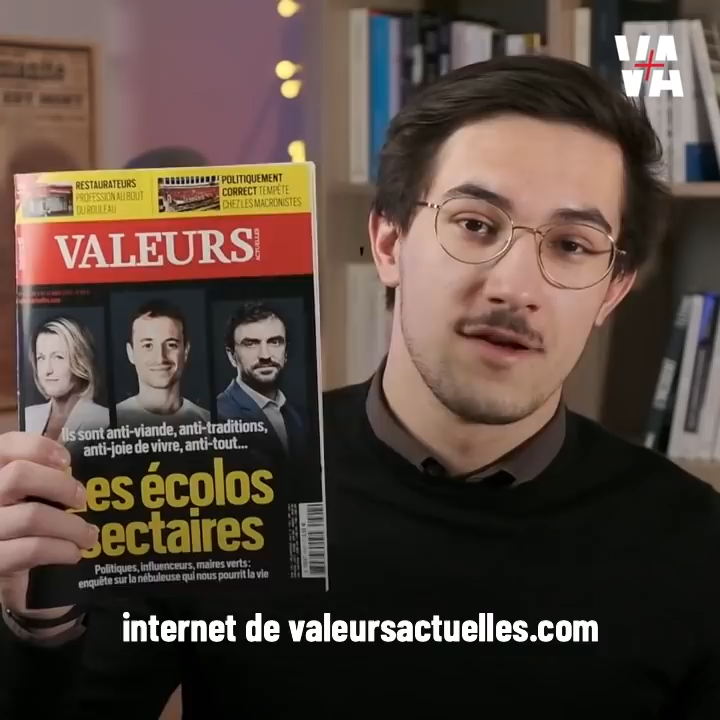 VA
+
VA
RESTAURATEURS
PROFESSION AU BOUT
DU ROULEAU
POLITIQUEMENT
CORRECT TEMPÊTE
CHEZ LES MACRONISTES
VALEURS
ACTUELLES
Ils sont anti-viande, anti-traditions,
anti-joie de vivre, anti-tout...
Les écolos
sectaires
Politiques, influenceurs, maires verts:
enquête sur la nébuleuse qui nous pourrit la vie
internet de valeursactuelles.com